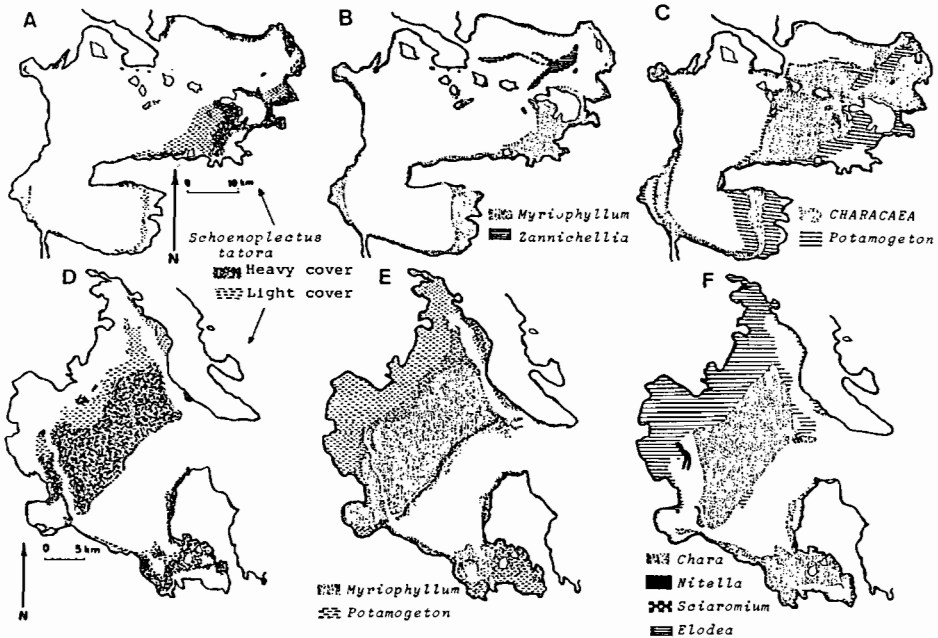 A
B
C
0 10 km
N
Schoenoplectus
tatora
Heavy cover
Light cover
Myriophyllum
Zannichellia
CHARACAEA
Potamogeton
D
E
F
0 5 km
N
Myriophyllum
Potamogeton
Chara
Nitella
Sciaromium
Elodea